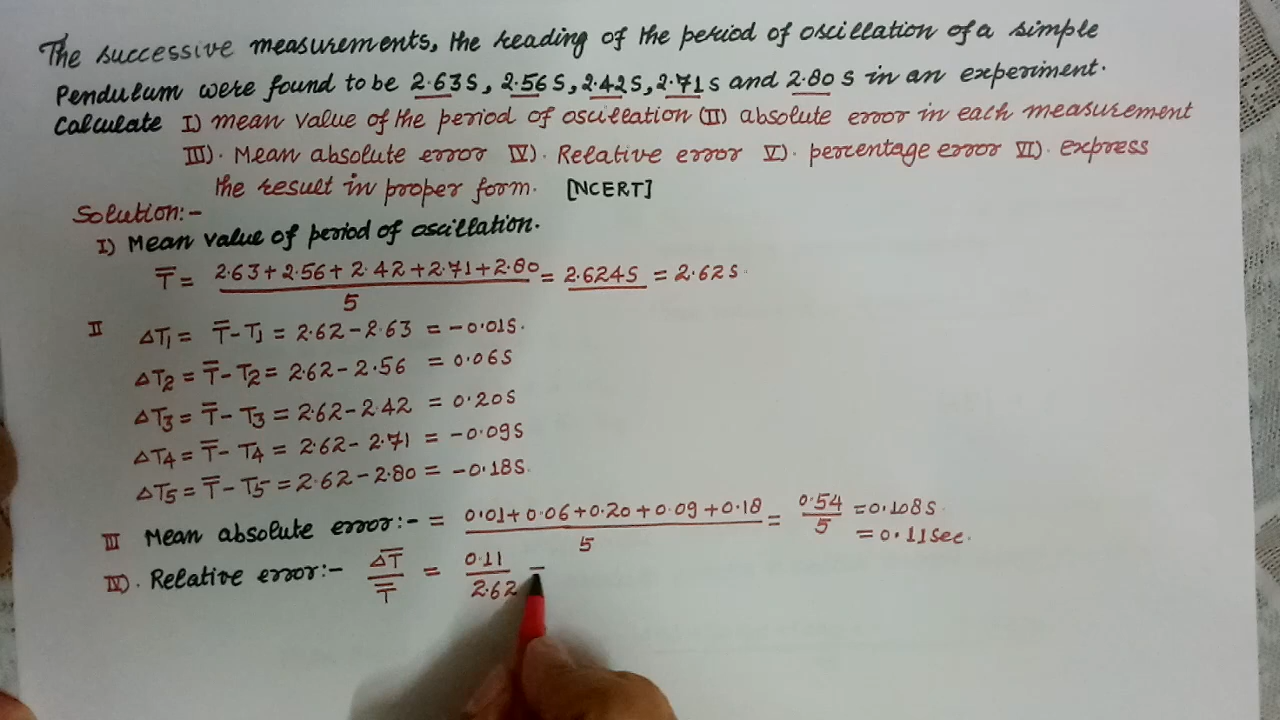 The successive measurements, the reading of the period of oscillation of a simple
Pendulum were found to be 2.63s, 2.56s, 2.42s, 2.71s and 2.80 s in an experiment.
Calculate I) mean value of the period of oscillation (II) absolute error in each measurement
III). Mean absolute error IV). Relative error V). percentage error VI). express
the result in proper form. [NCERT]
Solution:-
I) Mean value of period of oscillation.
T̅ = (2.63+2.56+2.42+2.71+2.80)/5 = 2.624s = 2.62s.
II ΔT₁ = T̅-T₁ = 2.62-2.63 = -0.01s.
ΔT₂ = T̅-T₂ = 2.62-2.56 = 0.06s
ΔT₃ = T̅-T₃ = 2.62-2.42 = 0.20s
ΔT₄ = T̅-T₄ = 2.62-2.71 = -0.09s
ΔT₅ = T̅-T₅ = 2.62-2.80 = -0.18s.
III Mean absolute error:- = (0.01+0.06+0.20+0.09+0.18)/5 = 0.54/5 = 0.108s
= 0.11sec.
IV). Relative error:- ΔT̅/T̅ = 0.11/2.62 =